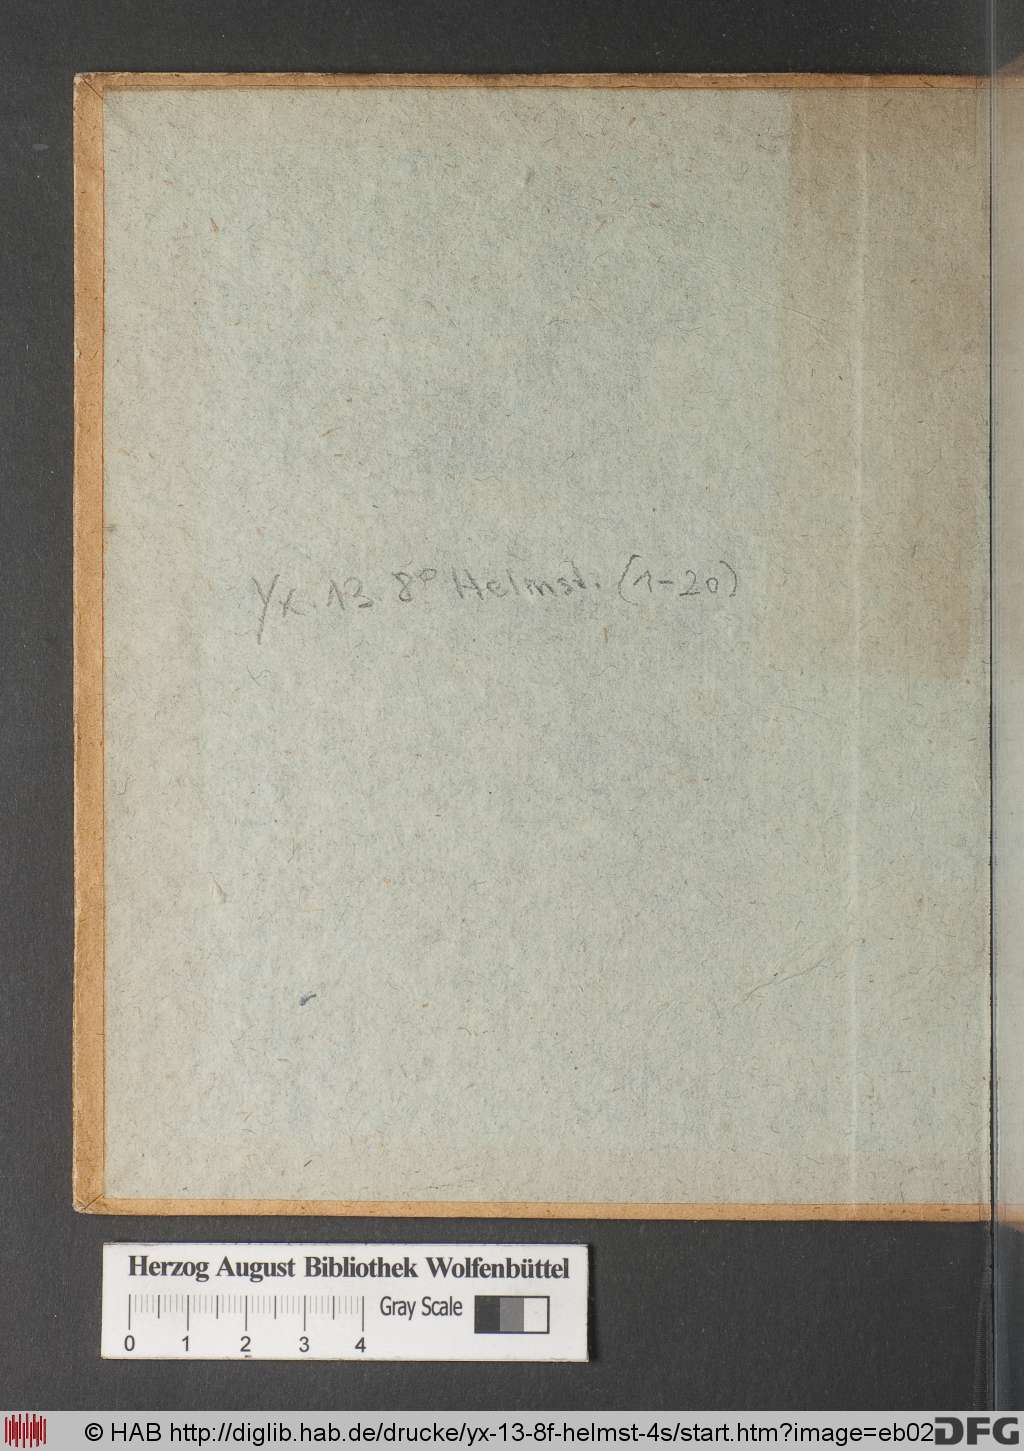 Yx. 13. 8° Helmst. (1-20)
Herzog August Bibliothek Wolfenbüttel
Gray Scale
0 1 2 3 4
© HAB http://diglib.hab.de/drucke/yx-13-8f-helmst-4s/start.htm?image=eb02
DFG